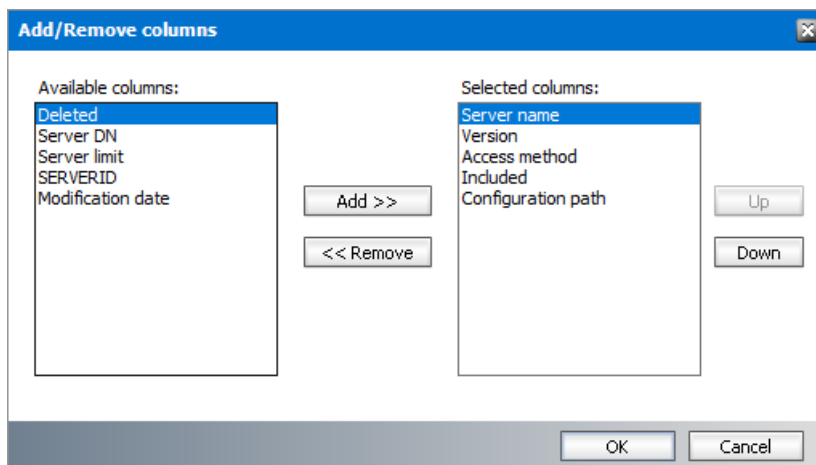 Add/Remove columns
Available columns:
Deleted
Server DN
Server limit
SERVERID
Modification date
Add >>
<< Remove
Selected columns:
Server name
Version
Access method
Included
Configuration path
Up
Down
OK
Cancel